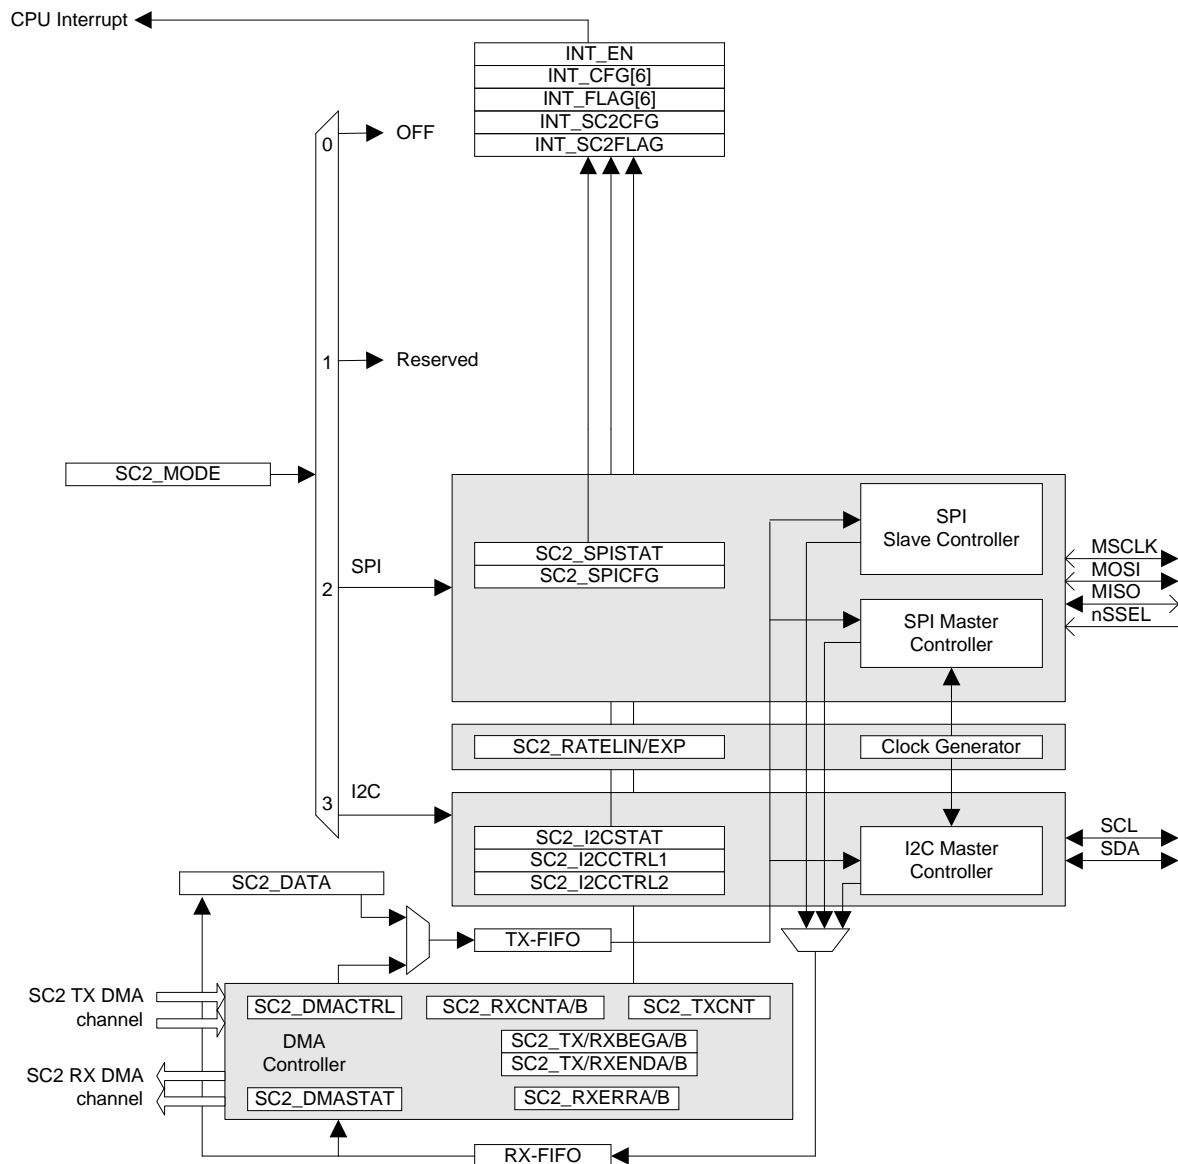 CPU Interrupt
INT_EN
INT_CFG[6]
INT_FLAG[6]
INT_SC2CFG
INT_SC2FLAG
0
OFF
1
Reserved
SC2_MODE
SPI
Slave Controller
MSCLK
SC2_SPISTAT
SPI
2
SC2_SPICFG
MOSI
MISO
nSSEL
SPI Master
Controller
SC2_RATELIN/EXP
Clock Generator
I2C
3
SCL
SC2_I2CSTAT
SDA
SC2_I2CCTRL1
I2C Master
Controller
SC2_I2CCTRL2
SC2_DATA
TX-FIFO
SC2 TX DMA
channel
SC2_DMACTRL
SC2_RXCNTA/B
SC2_TXCNT
DMA
Controller
SC2_TX/RXBEGA/B
SC2_TX/RXENDA/B
SC2 RX DMA
channel
SC2_DMASTAT
SC2_RXERRA/B
RX-FIFO